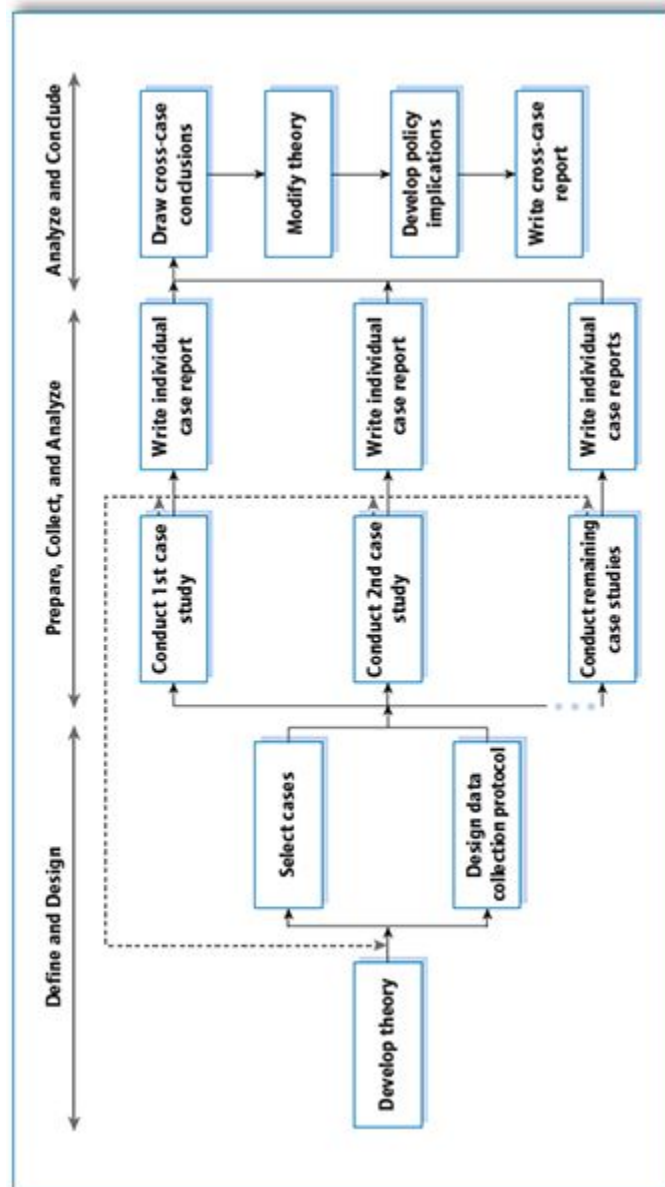 Define and Design
Prepare, Collect, and Analyze
Analyze and Conclude
Develop theory
Select cases
Design data
collection protocol
Conduct 1st case
study
Conduct 2nd case
study
Conduct remaining
case studies
Write individual
case report
Write individual
case report
Write individual
case reports
Draw cross-case
conclusions
Modify theory
Develop policy
implications
Write cross-case
report